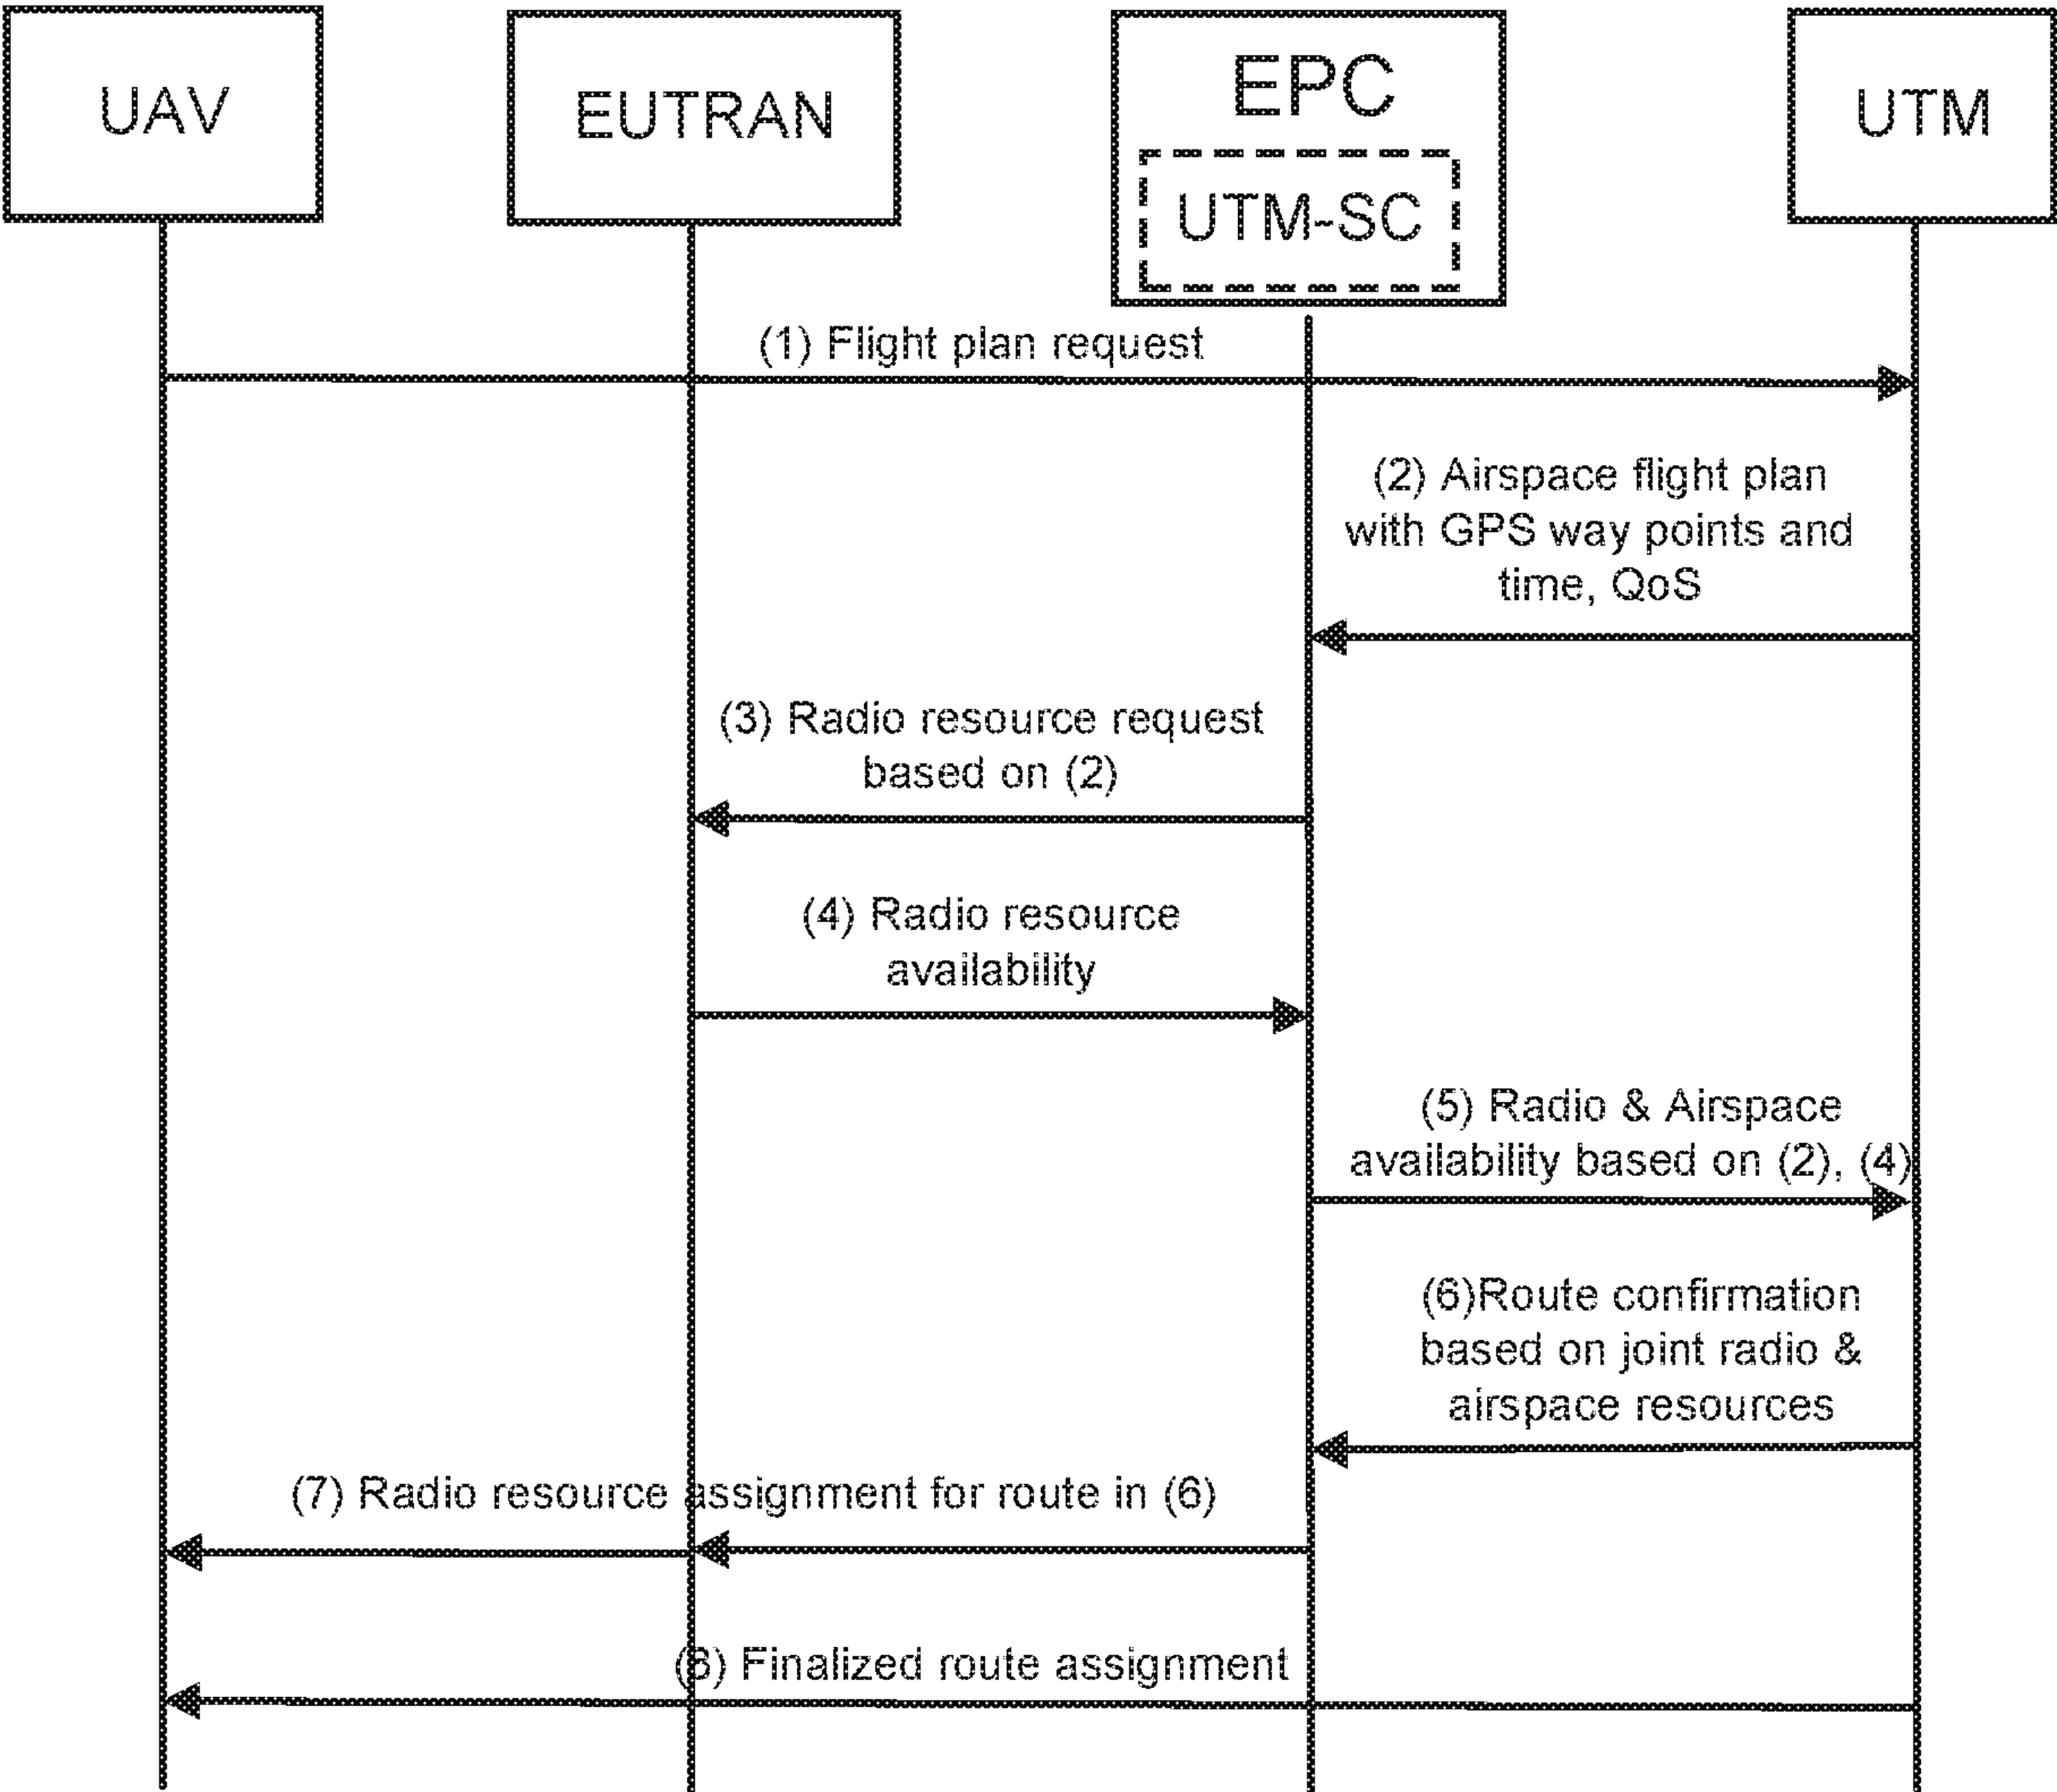 UAV
EUTRAN
EPC
UTM-SC
UTM
(1) Flight plan request
(2) Airspace flight plan
with GPS way points and
time, QoS
(3) Radio resource request
based on (2)
(4) Radio resource
availability
(5) Radio & Airspace
availability based on (2), (4)
(6)Route confirmation
based on joint radio &
airspace resources
(7) Radio resource assignment for route in (6)
(8) Finalized route assignment